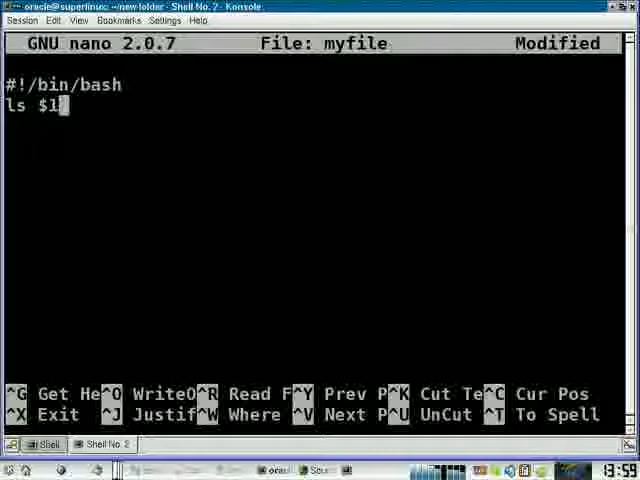 oracle@superlinux: ~/new folder - Shell No. 2 - Konsole
Session Edit View Bookmarks Settings Help
GNU nano 2.0.7 File: myfile Modified
#!/bin/bash
ls $1
^G Get He^O WriteO^R Read F^Y Prev P^K Cut Te^C Cur Pos
^X Exit ^J Justif^W Where ^V Next P^U UnCut ^T To Spell
Shell Shell No. 2
13:59